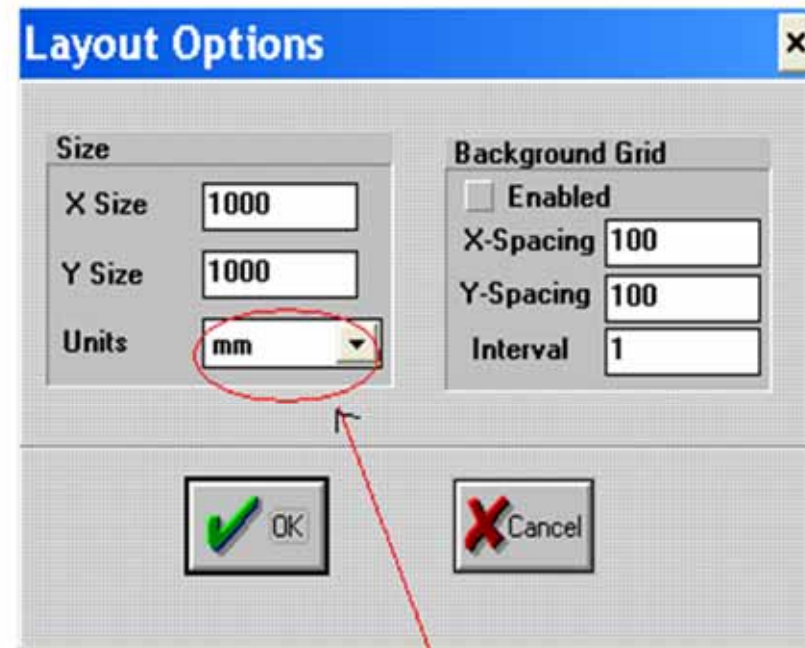 Layout Options
Size
X Size 1000
Y Size 1000
Units mm
Background Grid
Enabled
X-Spacing 100
Y-Spacing 100
Interval 1
OK
Cancel